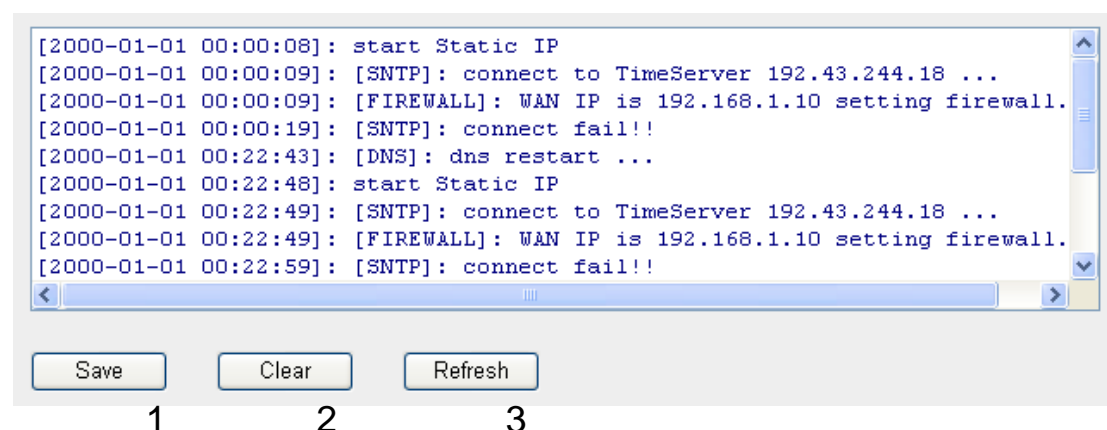 [2000-01-01 00:00:08]: start Static IP
[2000-01-01 00:00:09]: [SNTP]: connect to TimeServer 192.43.244.18 ...
[2000-01-01 00:00:09]: [FIREWALL]: WAN IP is 192.168.1.10 setting firewall.
[2000-01-01 00:00:19]: [SNTP]: connect fail!!
[2000-01-01 00:22:43]: [DNS]: dns restart ...
[2000-01-01 00:22:48]: start Static IP
[2000-01-01 00:22:49]: [SNTP]: connect to TimeServer 192.43.244.18 ...
[2000-01-01 00:22:49]: [FIREWALL]: WAN IP is 192.168.1.10 setting firewall.
[2000-01-01 00:22:59]: [SNTP]: connect fail!!
Save Clear Refresh
1 2 3